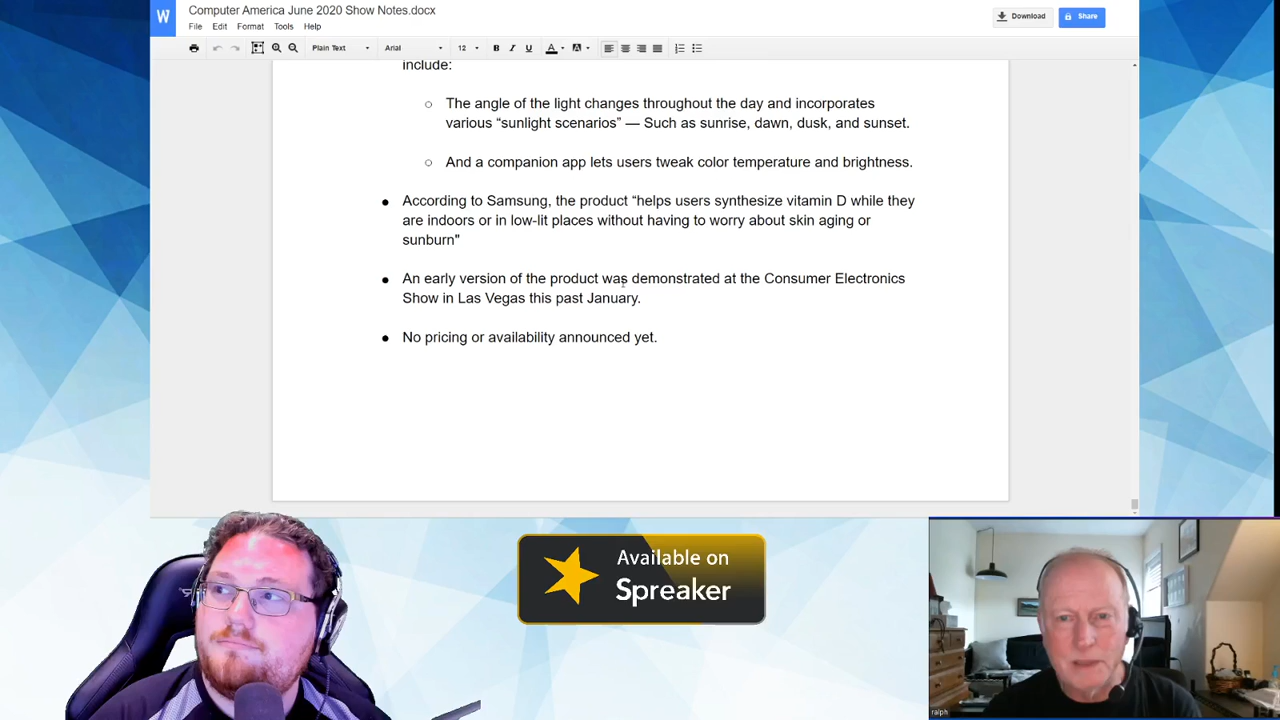 Computer America June 2020 Show Notes.docx
W
File Edit Format Tools Help
Download
Share
Plain Text
Arial
12
B I U A A
include:
○ The angle of the light changes throughout the day and incorporates
various “sunlight scenarios” — Such as sunrise, dawn, dusk, and sunset.
○ And a companion app lets users tweak color temperature and brightness.
● According to Samsung, the product “helps users synthesize vitamin D while they
are indoors or in low-lit places without having to worry about skin aging or
sunburn"
● An early version of the product was demonstrated at the Consumer Electronics
Show in Las Vegas this past January.
● No pricing or availability announced yet.
Available on
Spreaker
ralph